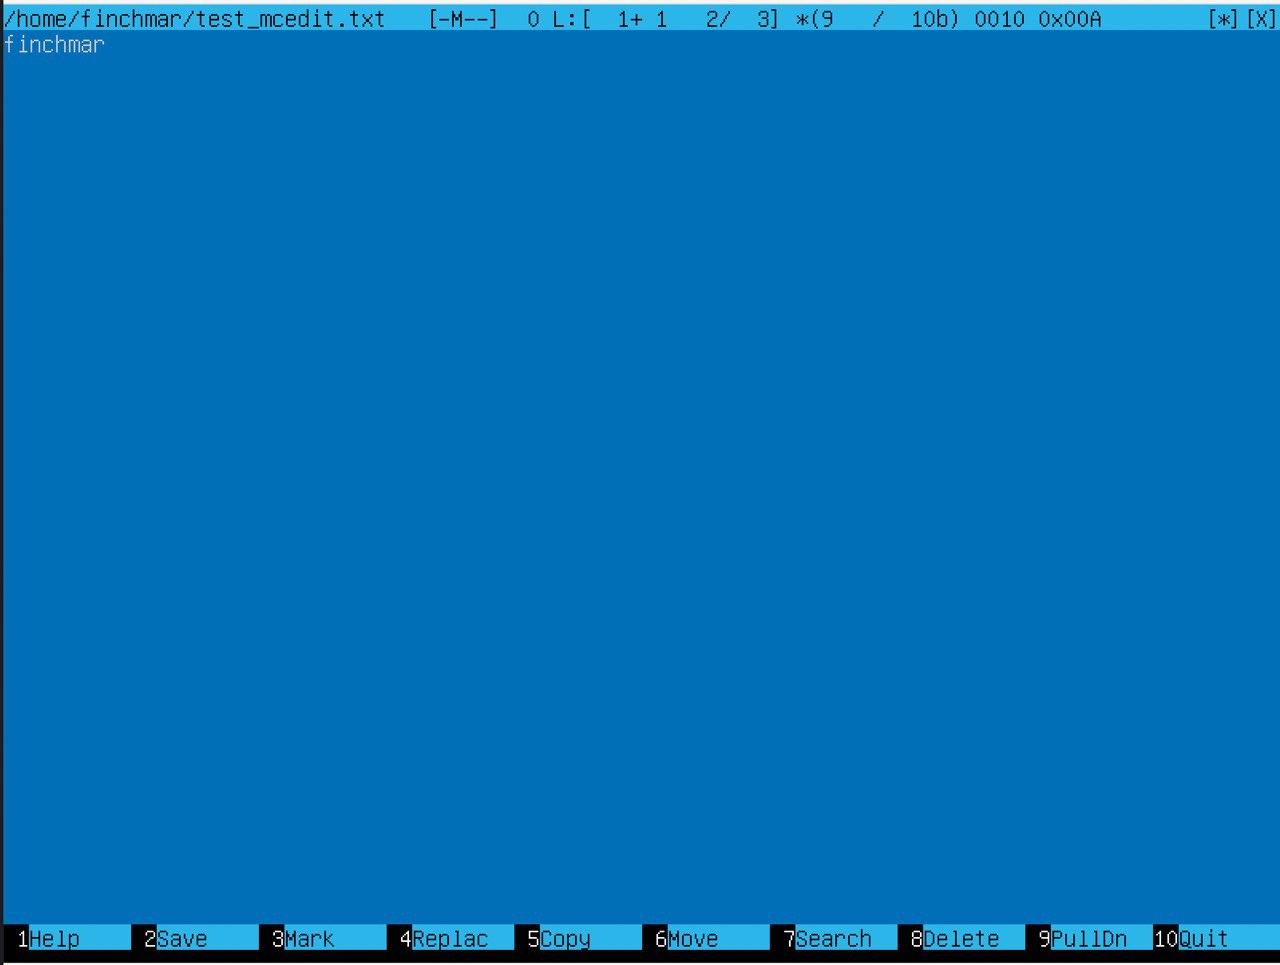 /home/finchmar/test_mcedit.txt [-M--] 0 L:[ 1+ 1 2/ 3] *(9 / 10b) 0010 0x00A [*][X]
finchmar
1Help 2Save 3Mark 4Replac 5Copy 6Move 7Search 8Delete 9PullDn 10Quit